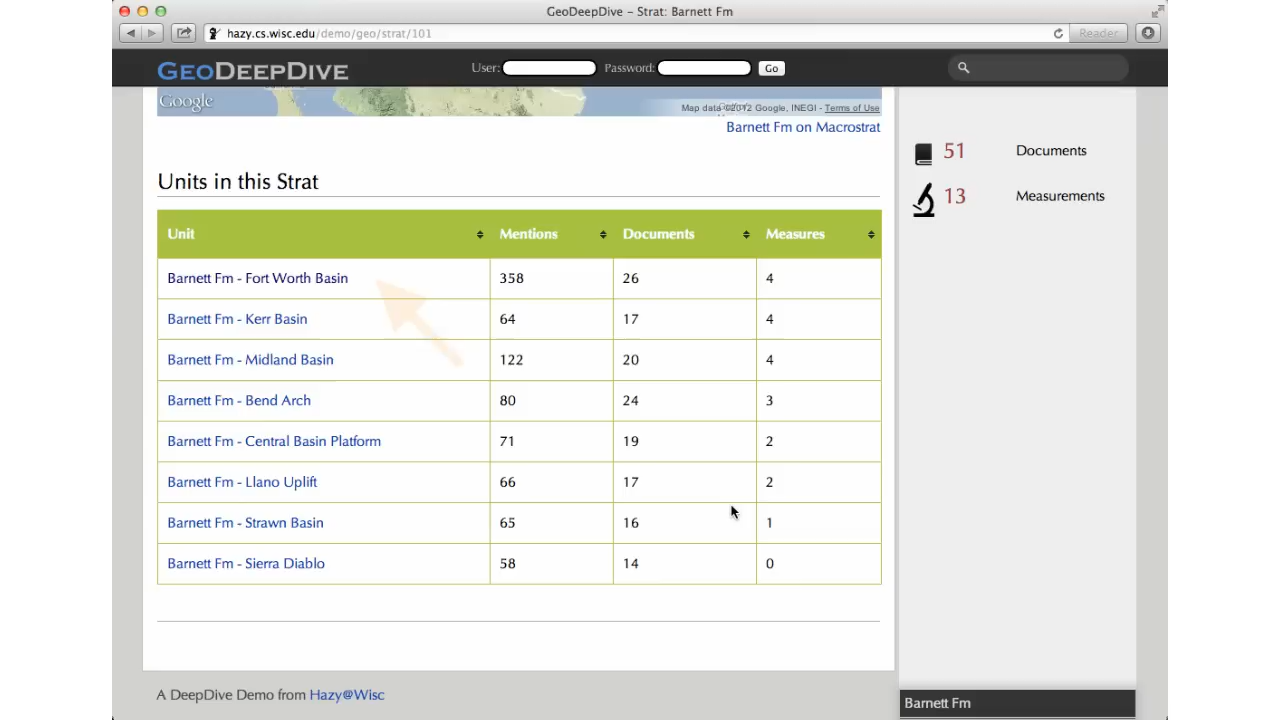 GeoDeepDive – Strat: Barnett Fm
hazy.cs.wisc.edu/demo/geo/strat/101
Reader
GEODEEPDIVE
User:
Password:
Go
Google
Map data ©2012 Google, INEGI - Terms of Use
Barnett Fm on Macrostrat
51 Documents
13 Measurements
Units in this Strat
Unit Mentions Documents Measures
Barnett Fm - Fort Worth Basin 358 26 4
Barnett Fm - Kerr Basin 64 17 4
Barnett Fm - Midland Basin 122 20 4
Barnett Fm - Bend Arch 80 24 3
Barnett Fm - Central Basin Platform 71 19 2
Barnett Fm - Llano Uplift 66 17 2
Barnett Fm - Strawn Basin 65 16 1
Barnett Fm - Sierra Diablo 58 14 0
A DeepDive Demo from Hazy@Wisc
Barnett Fm